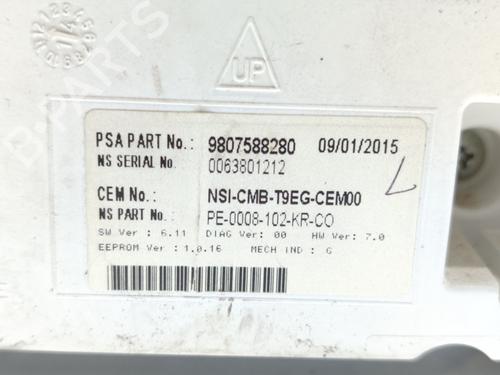 UP
PSA PART No.: 9807588280 09/01/2015
NS SERIAL No. 0063801212
CEM No.: NSI-CMB-T9EG-CEM00
NS PART No.: PE-0008-102-KR-CO
SW Ver : 6.11 DIAG Ver : 00 HW Ver : 7.0
EEPROM Ver : 1.0.16 MECH IND : G
B-PARTS